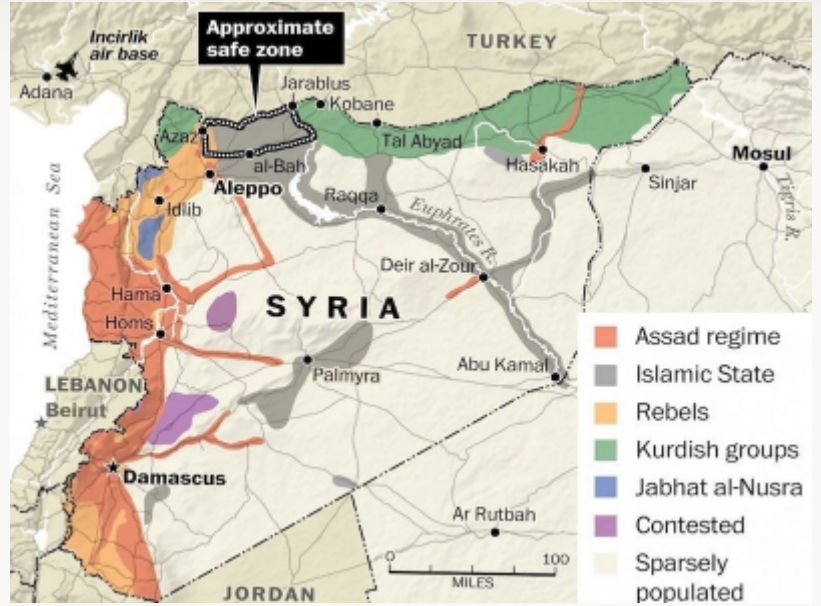 Approximate
safe zone
Incirlik
air base
TURKEY
Adana
Jarablus
Kobane
Azaz
Tal Abyad
al-Bah
Hasakah
Mosul
Aleppo
Sinjar
Tigris R.
Raqqa
Idlib
Euphrates R.
Mediterranean Sea
Deir al-Zour
Hama
SYRIA
Homs
Palmyra
Abu Kamal
LEBANON
Beirut
Damascus
Ar Rutbah
JORDAN
0
100
MILES
Assad regime
Islamic State
Rebels
Kurdish groups
Jabhat al-Nusra
Contested
Sparsely
populated